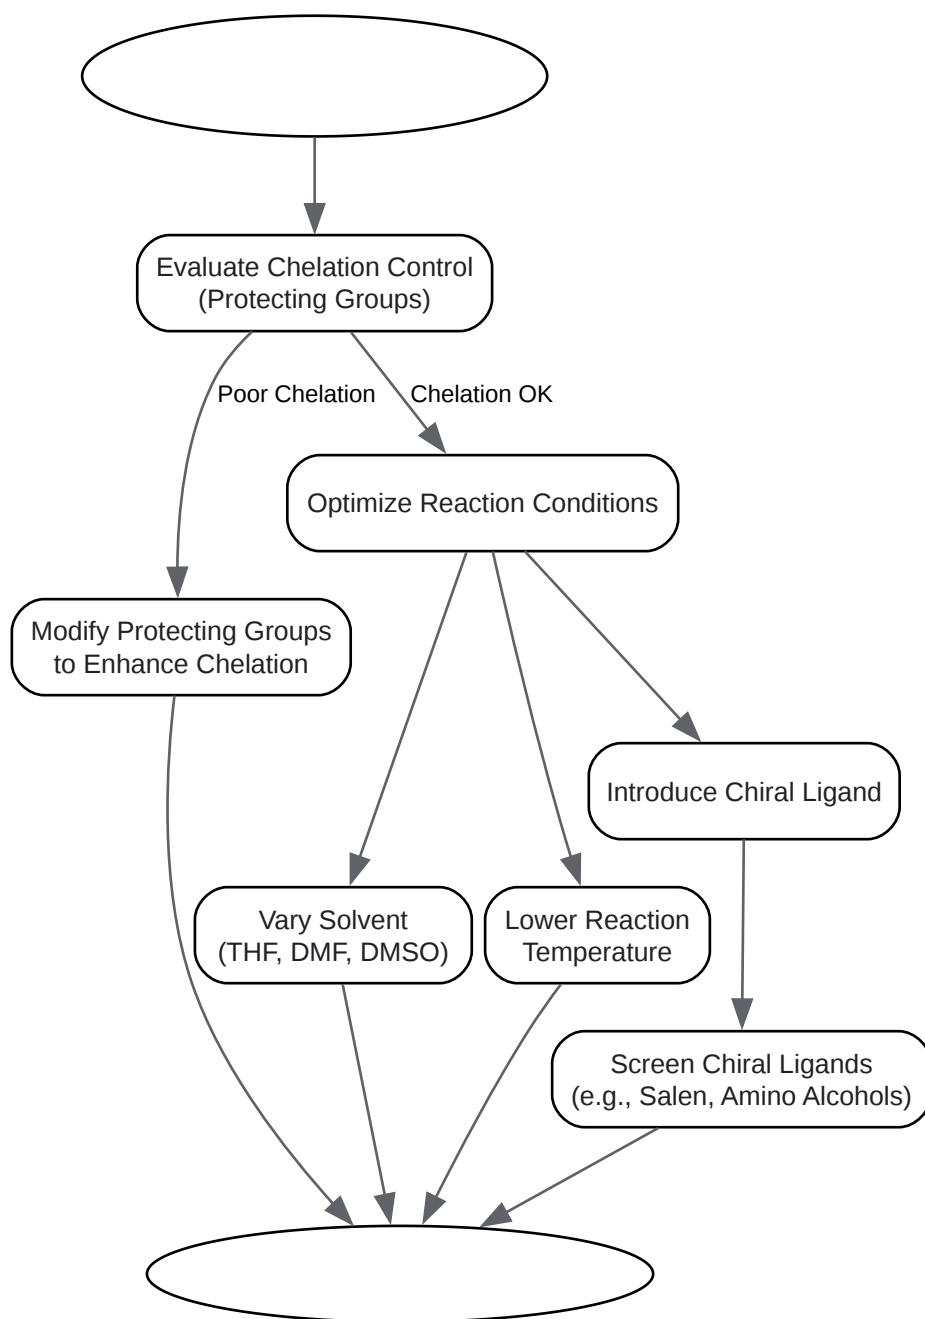 Evaluate Chelation Control
(Protecting Groups)
Poor Chelation
Chelation OK
Optimize Reaction Conditions
Modify Protecting Groups
to Enhance Chelation
Introduce Chiral Ligand
Vary Solvent
(THF, DMF, DMSO)
Lower Reaction
Temperature
Screen Chiral Ligands
(e.g., Salen, Amino Alcohols)